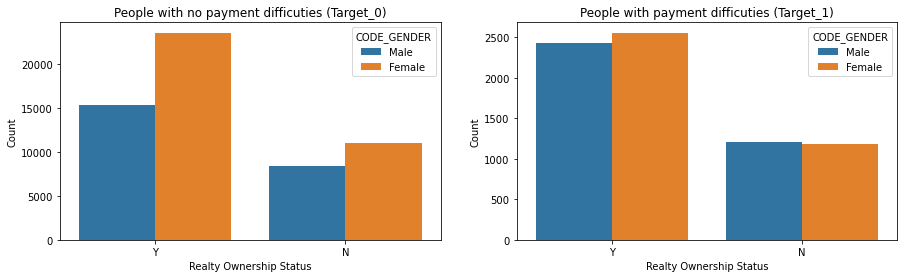 People with no payment difficuties (Target_0)
Count
20000
15000
10000
5000
0
CODE_GENDER
Male
Female
Y
N
Realty Ownership Status
People with payment difficuties (Target_1)
Count
2500
2000
1500
1000
500
0
CODE_GENDER
Male
Female
Y
N
Realty Ownership Status